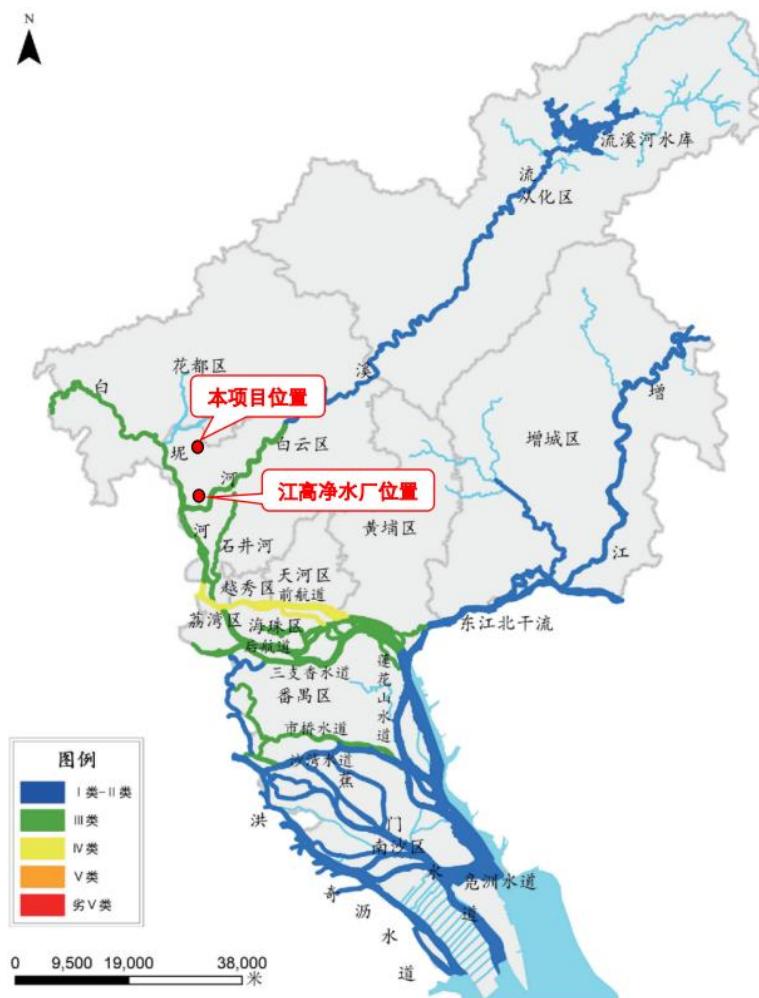 N
流溪河水库
流
从化区
花都区
溪
白
本项目位置
增
坭
白云区
增城区
河
江高净水厂位置
黄埔区
河
石井河
江
天河区
越秀区
前航道
荔湾区
海珠区
东江北干流
后航道
三支香水道
莲花山水道
番禺区
市桥水道
沙湾水道
蕉
图例
Ⅰ类-Ⅱ类
洪
Ⅲ类
门
南沙区
Ⅳ类
水
凫洲水道
奇
Ⅴ类
道
沥
劣Ⅴ类
水
道
0 9,500 19,000 38,000
米